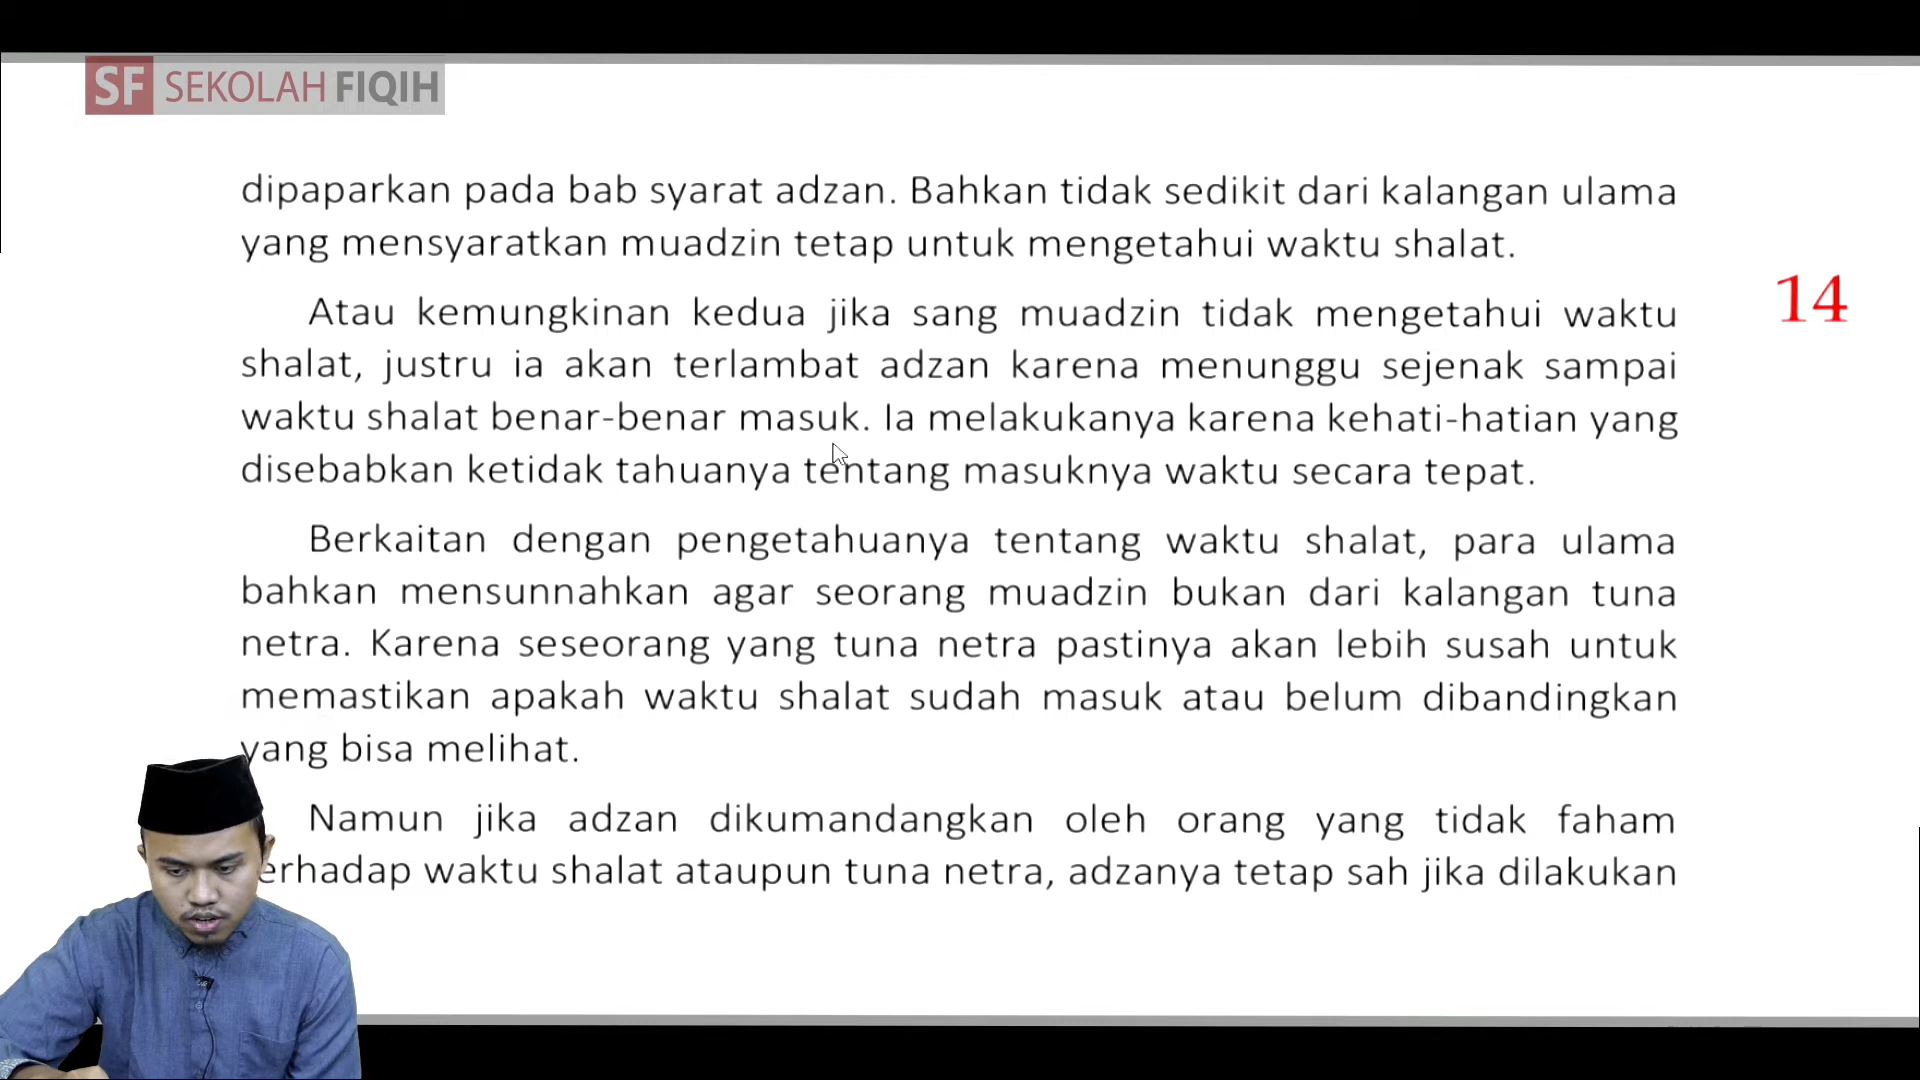 SF SEKOLAH FIQIH
dipaparkan pada bab syarat adzan. Bahkan tidak sedikit dari kalangan ulama
yang mensyaratkan muadzin tetap untuk mengetahui waktu shalat.
14
Atau kemungkinan kedua jika sang muadzin tidak mengetahui waktu
shalat, justru ia akan terlambat adzan karena menunggu sejenak sampai
waktu shalat benar-benar masuk. Ia melakukanya karena kehati-hatian yang
disebabkan ketidak tahuanya tentang masuknya waktu secara tepat.
Berkaitan dengan pengetahuanya tentang waktu shalat, para ulama
bahkan mensunnahkan agar seorang muadzin bukan dari kalangan tuna
netra. Karena seseorang yang tuna netra pastinya akan lebih susah untuk
memastikan apakah waktu shalat sudah masuk atau belum dibandingkan
yang bisa melihat.
Namun jika adzan dikumandangkan oleh orang yang tidak faham
erhadap waktu shalat ataupun tuna netra, adzanya tetap sah jika dilakukan